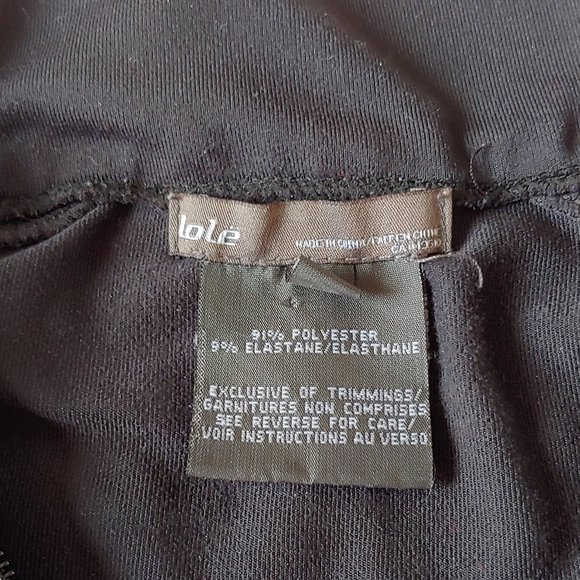 lolë
MADE IN CHINA/FAIT EN CHINE
91% POLYESTER
9% ELASTANE/ELASTHANE
EXCLUSIVE OF TRIMMINGS/
GARNITURES NON COMPRISES
SEE REVERSE FOR CARE/
VOIR INSTRUCTIONS AU VERSO